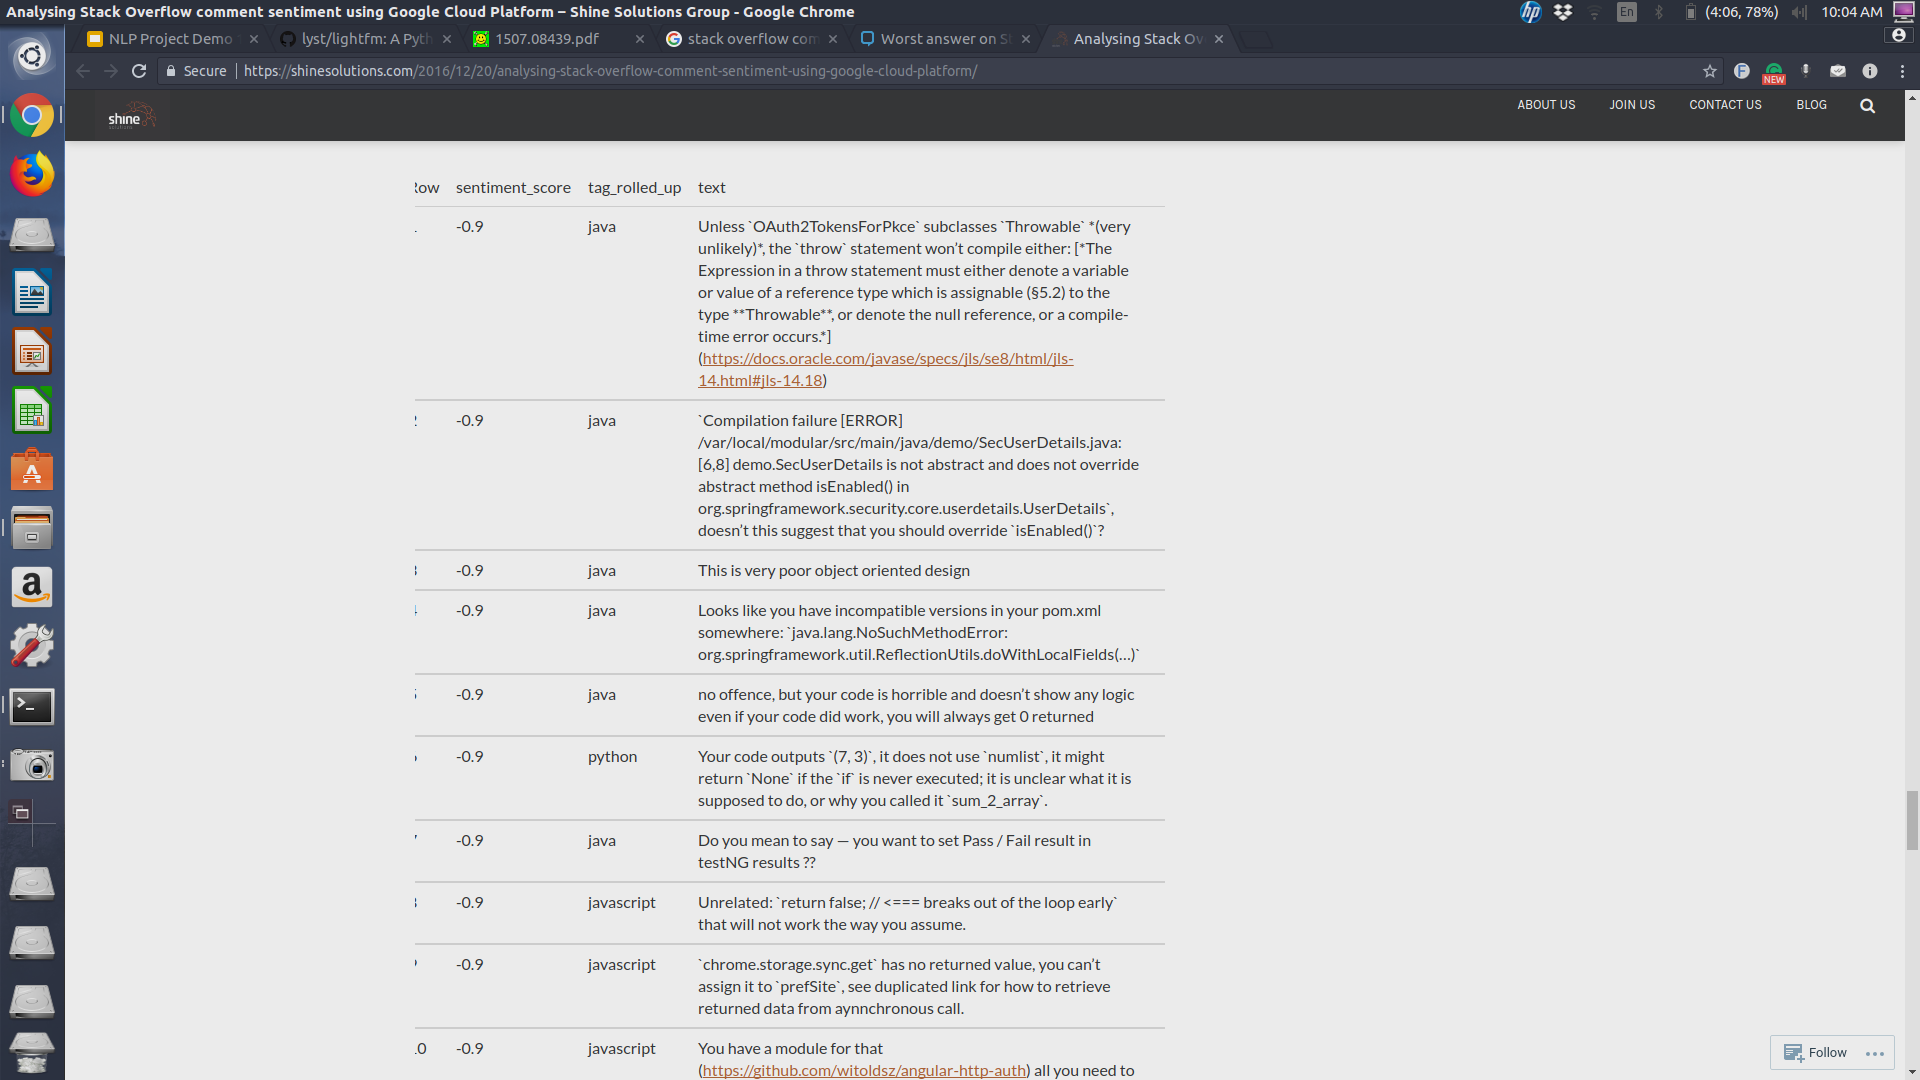 Analysing Stack Overflow comment sentiment using Google Cloud Platform – Shine Solutions Group - Google Chrome
En (4:06, 78%) 10:04 AM
NLP Project Demo
lyst/lightfm: A Pyth
1507.08439.pdf
stack overflow com
Worst answer on S
Analysing Stack Ov
Secure https://shinesolutions.com/2016/12/20/analysing-stack-overflow-comment-sentiment-using-google-cloud-platform/
NEW
shine
solutions
ABOUT US JOIN US CONTACT US BLOG
Row sentiment_score tag_rolled_up text
-0.9 java Unless `OAuth2TokensForPkce` subclasses `Throwable` *(very
unlikely)*, the `throw` statement won’t compile either: [*The
Expression in a throw statement must either denote a variable
or value of a reference type which is assignable (§5.2) to the
type **Throwable**, or denote the null reference, or a compile-
time error occurs.*]
(https://docs.oracle.com/javase/specs/jls/se8/html/jls-
14.html#jls-14.18)
-0.9 java `Compilation failure [ERROR]
/var/local/modular/src/main/java/demo/SecUserDetails.java:
[6,8] demo.SecUserDetails is not abstract and does not override
abstract method isEnabled() in
org.springframework.security.core.userdetails.UserDetails`,
doesn’t this suggest that you should override `isEnabled()`?
-0.9 java This is very poor object oriented design
-0.9 java Looks like you have incompatible versions in your pom.xml
somewhere: `java.lang.NoSuchMethodError:
org.springframework.util.ReflectionUtils.doWithLocalFields(…)`
-0.9 java no offence, but your code is horrible and doesn’t show any logic
even if your code did work, you will always get 0 returned
-0.9 python Your code outputs `(7, 3)`, it does not use `numlist`, it might
return `None` if the `if` is never executed; it is unclear what it is
supposed to do, or why you called it `sum_2_array`.
-0.9 java Do you mean to say — you want to set Pass / Fail result in
testNG results ??
-0.9 javascript Unrelated: `return false; // <=== breaks out of the loop early`
that will not work the way you assume.
-0.9 javascript `chrome.storage.sync.get` has no returned value, you can’t
assign it to `prefSite`, see duplicated link for how to retrieve
returned data from aynnchronous call.
10 -0.9 javascript You have a module for that
(https://github.com/witoldsz/angular-http-auth) all you need to
Follow